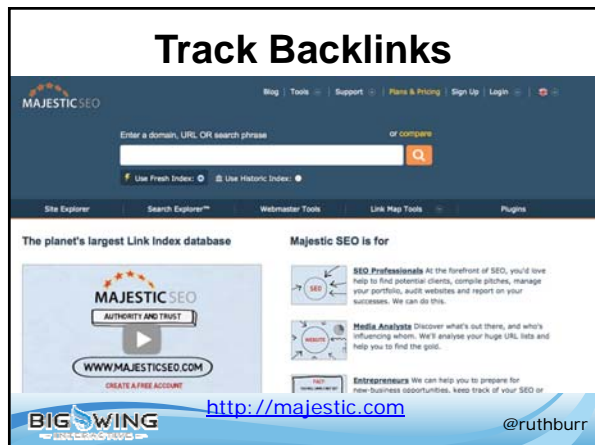 Track Backlinks
MAJESTICSEO
Blog | Tools | Support | Plans & Pricing | Sign Up | Login
Enter a domain, URL OR search phrase
or compare
Use Fresh Index: Use Historic Index:
Site Explorer Search Explorer™ Webmaster Tools Link Map Tools Plugins
The planet's largest Link Index database
MAJESTICSEO
AUTHORITY AND TRUST
WWW.MAJESTICSEO.COM
CREATE A FREE ACCOUNT
Majestic SEO is for
SEO
SEO Professionals At the forefront of SEO, you'd love
help to find potential clients, compile pitches, manage
your portfolio, audit websites and report on your
successes. We can do this.
WEBSITE
Media Analysts Discover what's out there, and who's
influencing whom. We'll analyse your huge URL lists and
help you to find the gold.
FACT
Entrepreneurs We can help you to prepare for
new-business opportunities, keep track of your SEO or
BIGWING
http://majestic.com
@ruthburr